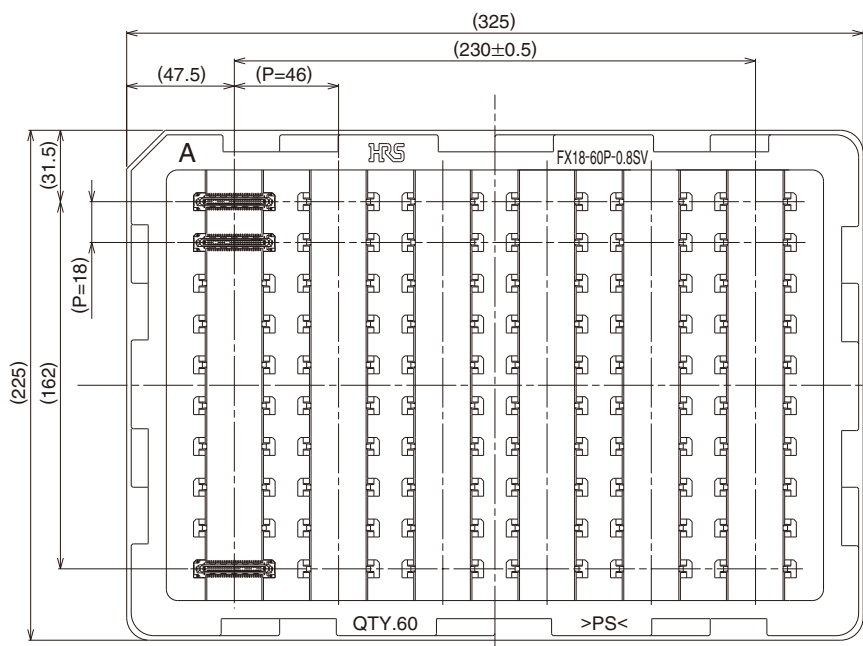 (325)
(230±0.5)
(47.5)
(P=46)
(31.5)
A
HRS
FX18-60P-0.8SV
(P=18)
(162)
(225)
QTY.60
>PS<